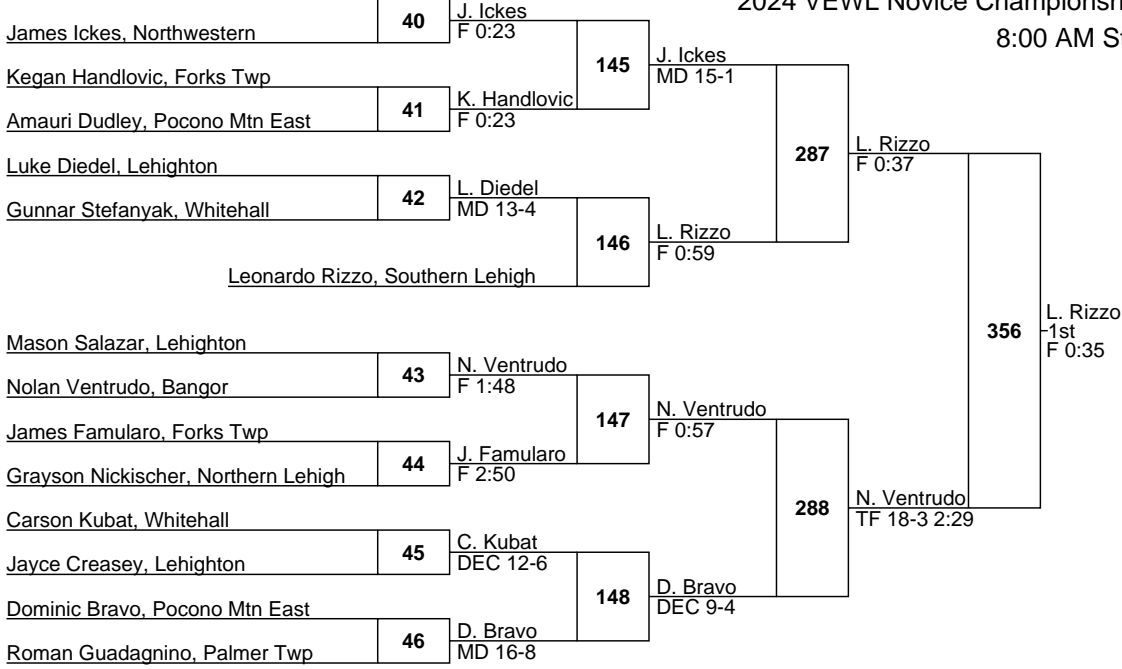 2024 VEWL Novice Championsh
8:00 AM S
James Ickes, Northwestern
40
J. Ickes
F 0:23
145
J. Ickes
MD 15-1
Kegan Handlovic, Forks Twp
41
K. Handlovic
F 0:23
Amauri Dudley, Pocono Mtn East
287
L. Rizzo
F 0:37
Luke Diedel, Lehighton
42
L. Diedel
MD 13-4
Gunnar Stefanyak, Whitehall
146
L. Rizzo
F 0:59
Leonardo Rizzo, Southern Lehigh
356
L. Rizzo
1st
F 0:35
Mason Salazar, Lehighton
43
N. Ventrudo
F 1:48
Nolan Ventrudo, Bangor
147
N. Ventrudo
F 0:57
James Famularo, Forks Twp
44
J. Famularo
F 2:50
Grayson Nickischer, Northern Lehigh
288
N. Ventrudo
TF 18-3 2:29
Carson Kubat, Whitehall
45
C. Kubat
DEC 12-6
Jayce Creasey, Lehighton
148
D. Bravo
DEC 9-4
Dominic Bravo, Pocono Mtn East
46
D. Bravo
MD 16-8
Roman Guadagnino, Palmer Twp